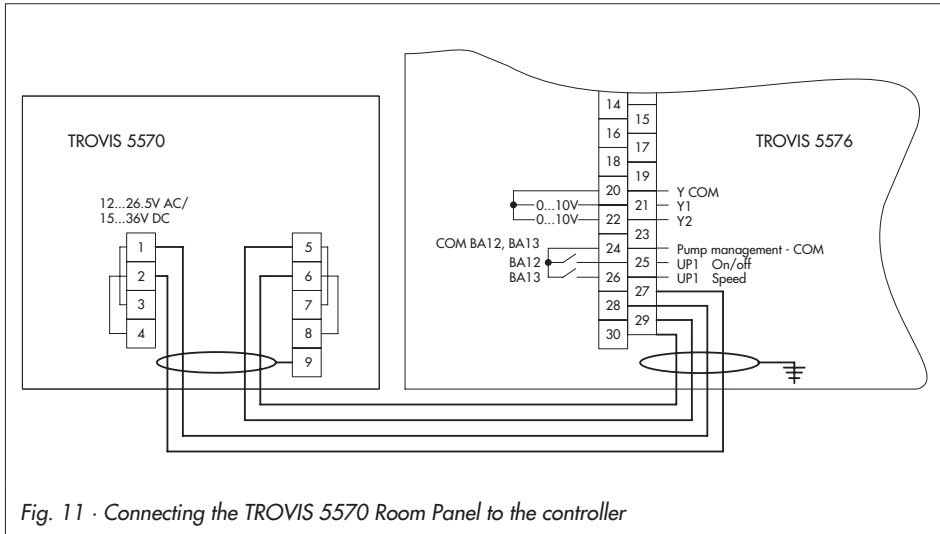 TROVIS 5570
12...26.5V AC/
15...36V DC
1
2
3
4
5
6
7
8
9
TROVIS 5576
14
15
16
17
18
19
20
Y COM
0...10V
21
Y1
0...10V
22
Y2
23
COM BA12, BA13
24
Pump management - COM
BA12
25
UP1 On/off
BA13
26
UP1 Speed
27
28
29
30
Fig. 11 · Connecting the TROVIS 5570 Room Panel to the controller